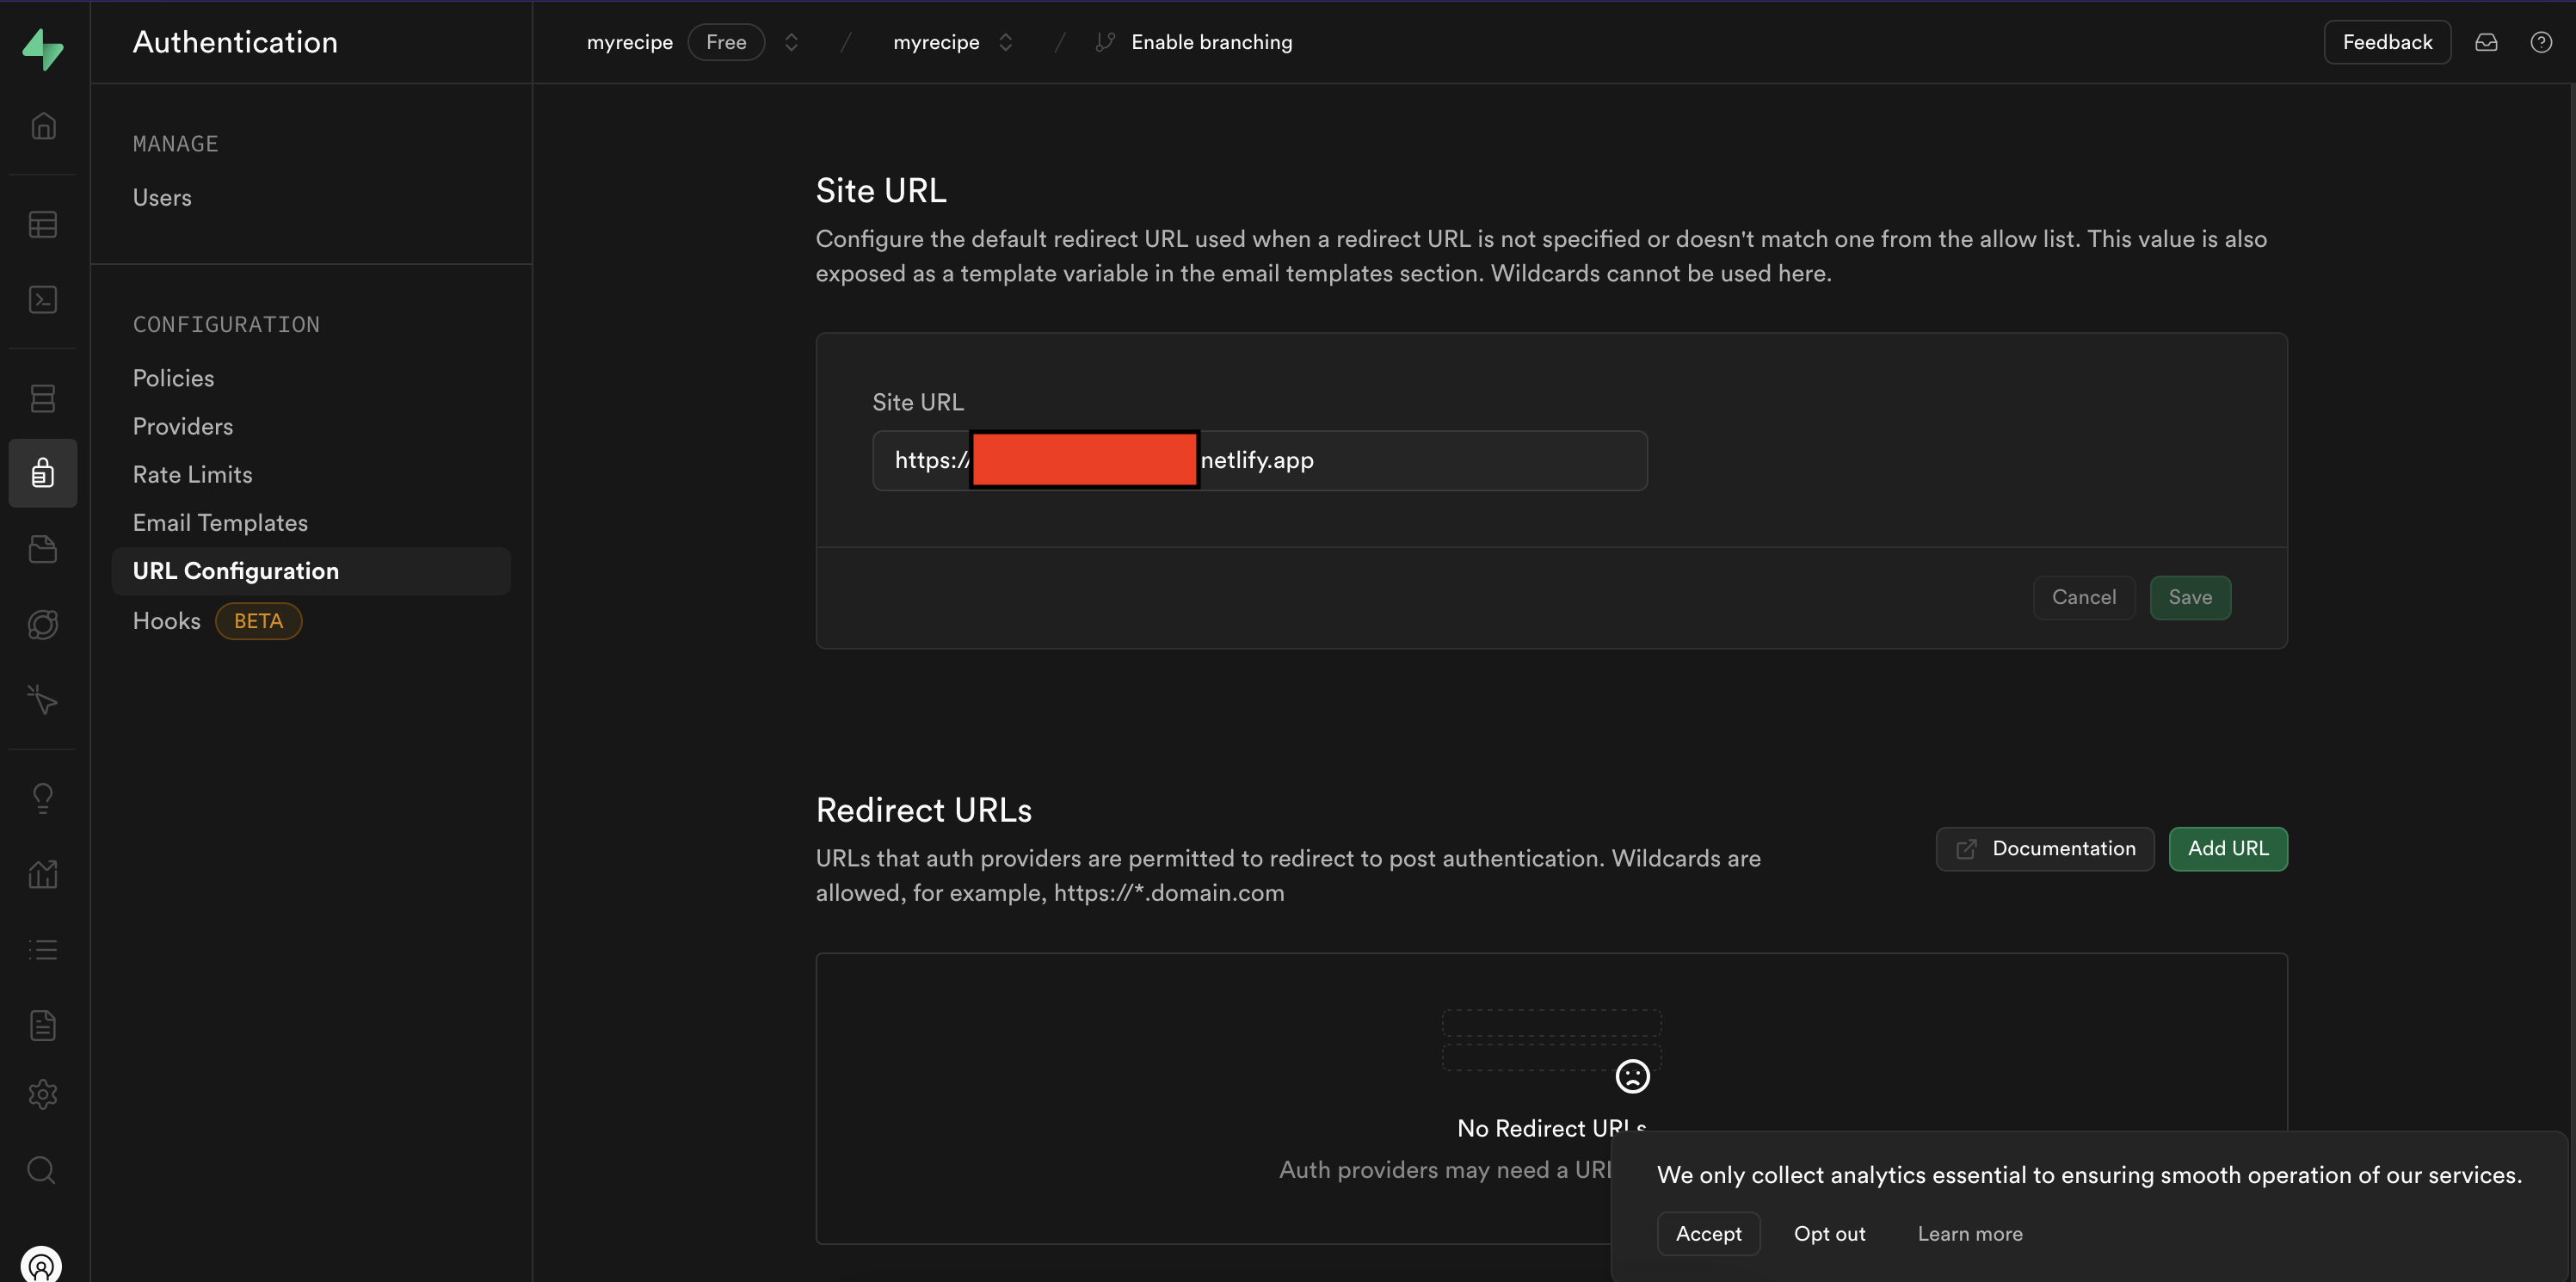 Authentication
myrecipe Free / myrecipe / Enable branching
Feedback
MANAGE
Users
CONFIGURATION
Policies
Providers
Rate Limits
Email Templates
URL Configuration
Hooks BETA
Site URL
Configure the default redirect URL used when a redirect URL is not specified or doesn't match one from the allow list. This value is also
exposed as a template variable in the email templates section. Wildcards cannot be used here.
Site URL
https:// netlify.app
Cancel Save
Redirect URLs
URLs that auth providers are permitted to redirect to post authentication. Wildcards are
allowed, for example, https://*.domain.com
Documentation
Add URL
No Redirect URLs
Auth providers may need a URL
We only collect analytics essential to ensuring smooth operation of our services.
Accept Opt out Learn more